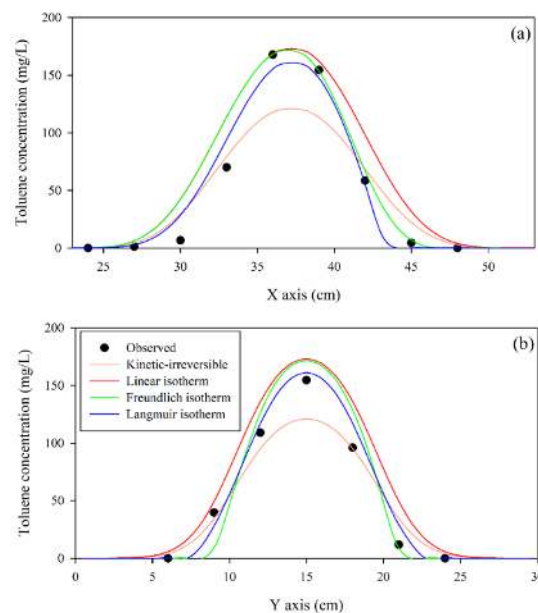 (a)
Toluene concentration (mg/L)
200
150
100
50
0
25 30 35 40 45 50
X axis (cm)
(b)
Observed
Kinetic-irreversible
Linear isotherm
Freundlich isotherm
Langmuir isotherm
Toluene concentration (mg/L)
200
150
100
50
0
0 5 10 15 20 25 30
Y axis (cm)